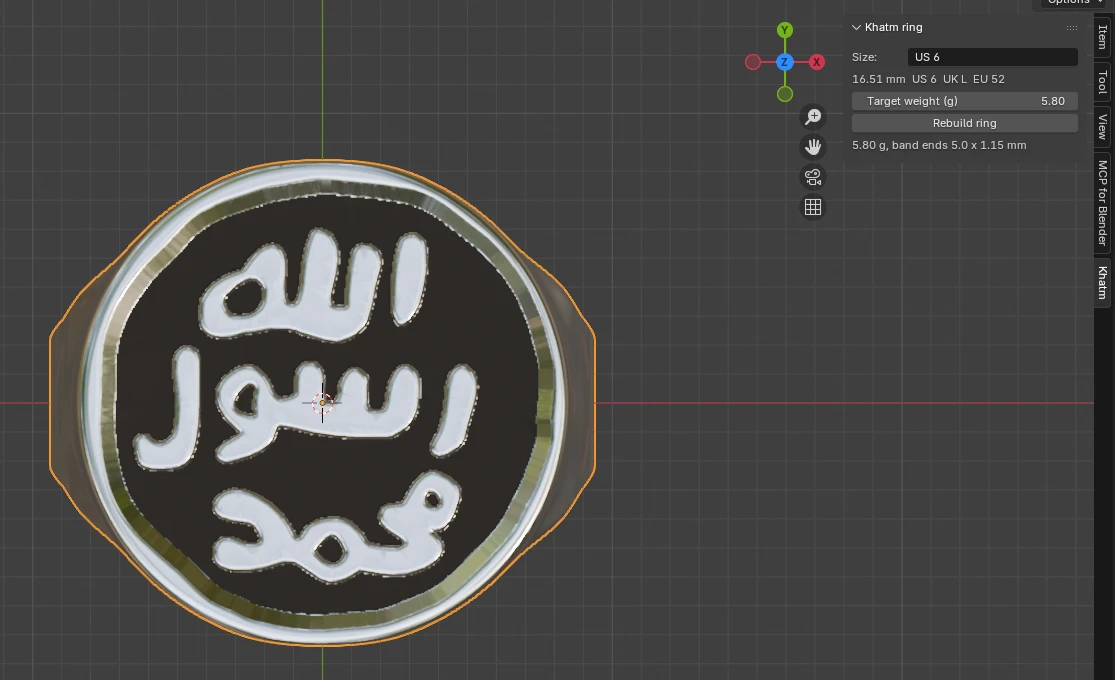 Options
Khatm ring
Size: US 6
16.51 mm US 6 UK L EU 52
Target weight (g) 5.80
Rebuild ring
5.80 g, band ends 5.0 x 1.15 mm
Y
Z X
Item
Tool
View
MCP for Blender
Khatm
الله
رسول
محمد